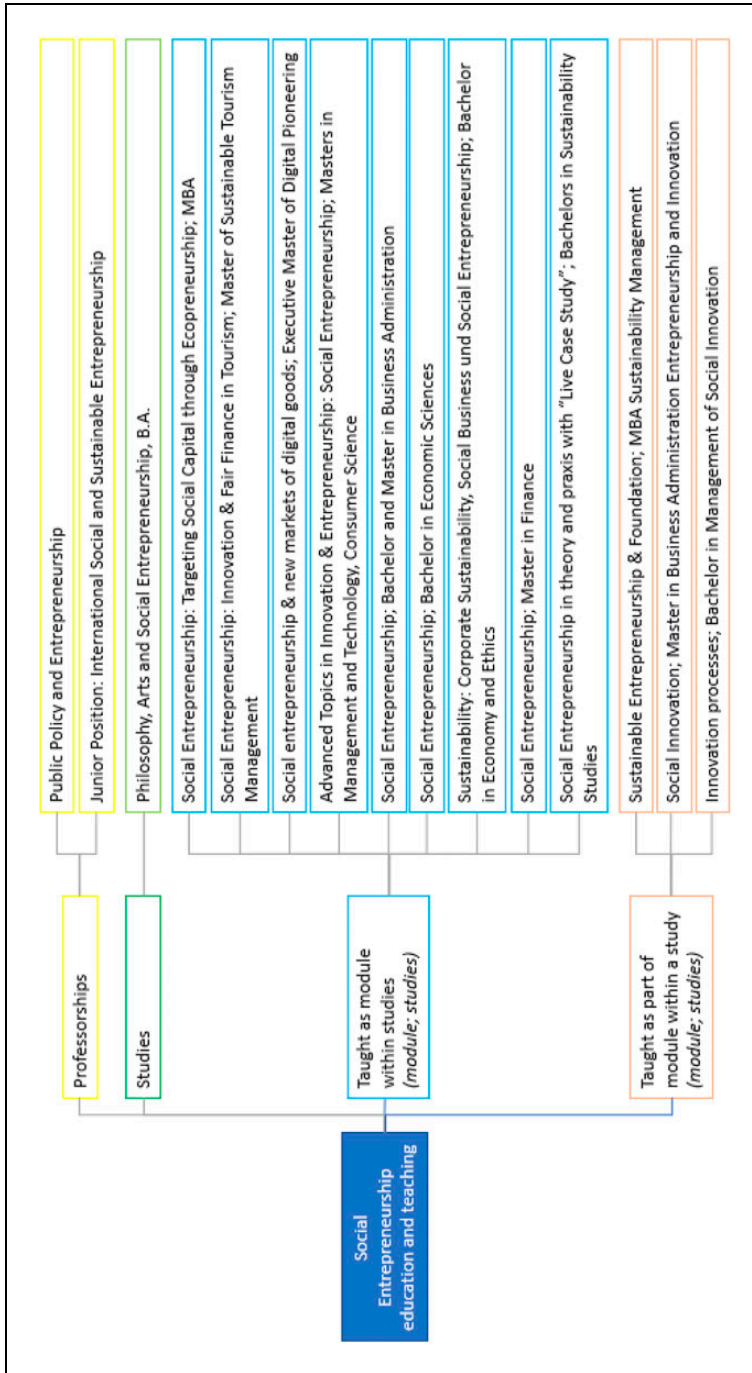 Social
Entrepreneurship
education and teaching
Professorships
Public Policy and Entrepreneurship
Junior Position: International Social and Sustainable Entrepreneurship
Studies
Philosophy, Arts and Social Entrepreneurship, B.A.
Taught as module
within studies
(module; studies)
Social Entrepreneurship: Targeting Social Capital through Ecopreneurship; MBA
Social Entrepreneurship: Innovation & Fair Finance in Tourism; Master of Sustainable Tourism
Management
Social entrepreneurship & new markets of digital goods; Executive Master of Digital Pioneering
Advanced Topics in Innovation & Entrepreneurship: Social Entrepreneurship; Masters in
Management and Technology, Consumer Science
Social Entrepreneurship; Bachelor and Master in Business Administration
Social Entrepreneurship; Bachelor in Economic Sciences
Sustainability: Corporate Sustainability, Social Business und Social Entrepreneurship; Bachelor
in Economy and Ethics
Social Entrepreneurship; Master in Finance
Social Entrepreneurship in theory and praxis with "Live Case Study"; Bachelors in Sustainability
Studies
Taught as part of
module within a study
(module; studies)
Sustainable Entrepreneurship & Foundation; MBA Sustainability Management
Social Innovation; Master in Business Administration Entrepreneurship and Innovation
Innovation processes; Bachelor in Management of Social Innovation